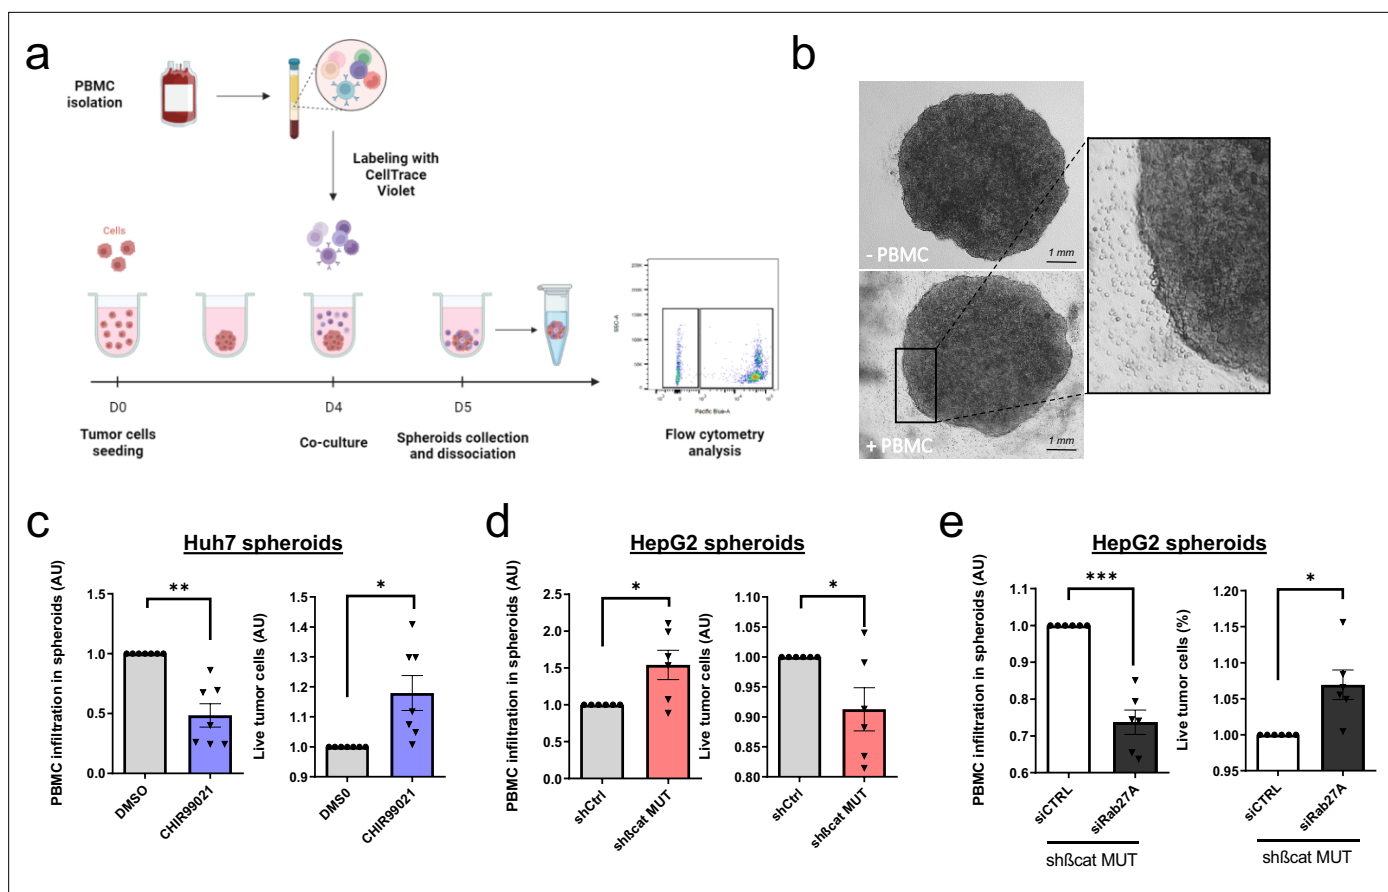 a
PBMC
isolation
Labeling with
CellTrace
Violet
Cells
D0
D4
D5
Tumor cells
seeding
Co-culture
Spheroids collection
and dissociation
Flow cytometry
analysis
SSC-A
Pacific Blue-A
b
- PBMC
1 mm
+ PBMC
1 mm
c
Huh7 spheroids
PBMC infiltration in spheroids (AU)
1.5
1.0
0.5
0.0
**
DMSO
CHIR99021
Live tumor cells (AU)
1.5
1.4
1.3
1.2
1.1
1.0
0.9
*
DMS0
CHIR99021
d
HepG2 spheroids
PBMC infiltration in spheroids (AU)
2.5
2.0
1.5
1.0
0.5
0.0
*
shCtrl
shßcat MUT
Live tumor cells (AU)
1.10
1.05
1.00
0.95
0.90
0.85
0.80
*
shCtrl
shßcat MUT
e
HepG2 spheroids
PBMC infiltration in spheroids (AU)
1.1
1.0
0.9
0.8
0.7
0.6
***
siCTRL
siRab27A
shßcat MUT
Live tumor cells (%)
1.20
1.15
1.10
1.05
1.00
0.95
*
siCTRL
siRab27A
shßcat MUT